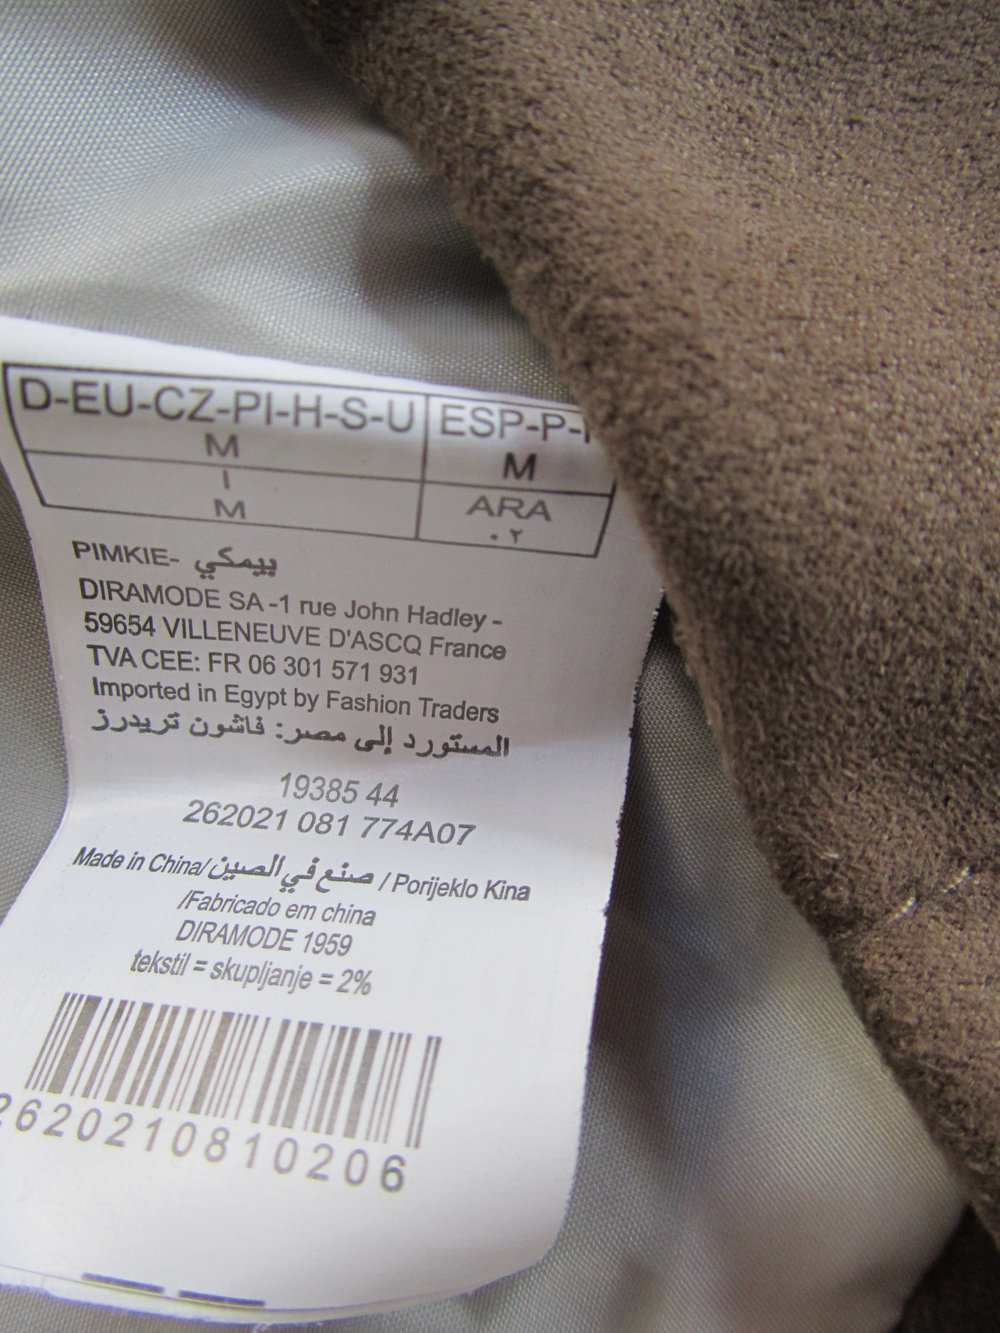 D-EU-CZ-PI-H-S-U ESP-P-
M M
I ARA
M ٠٢
PIMKIE- بيمكي
DIRAMODE SA -1 rue John Hadley -
59654 VILLENEUVE D'ASCQ France
TVA CEE: FR 06 301 571 931
Imported in Egypt by Fashion Traders
المستورد إلى مصر: فاشون تريدرز
19385 44
262021 081 774A07
Made in China/ صنع في الصين / Porijeklo Kina
/Fabricado em china
DIRAMODE 1959
tekstil = skupljanje = 2%
2620210810206